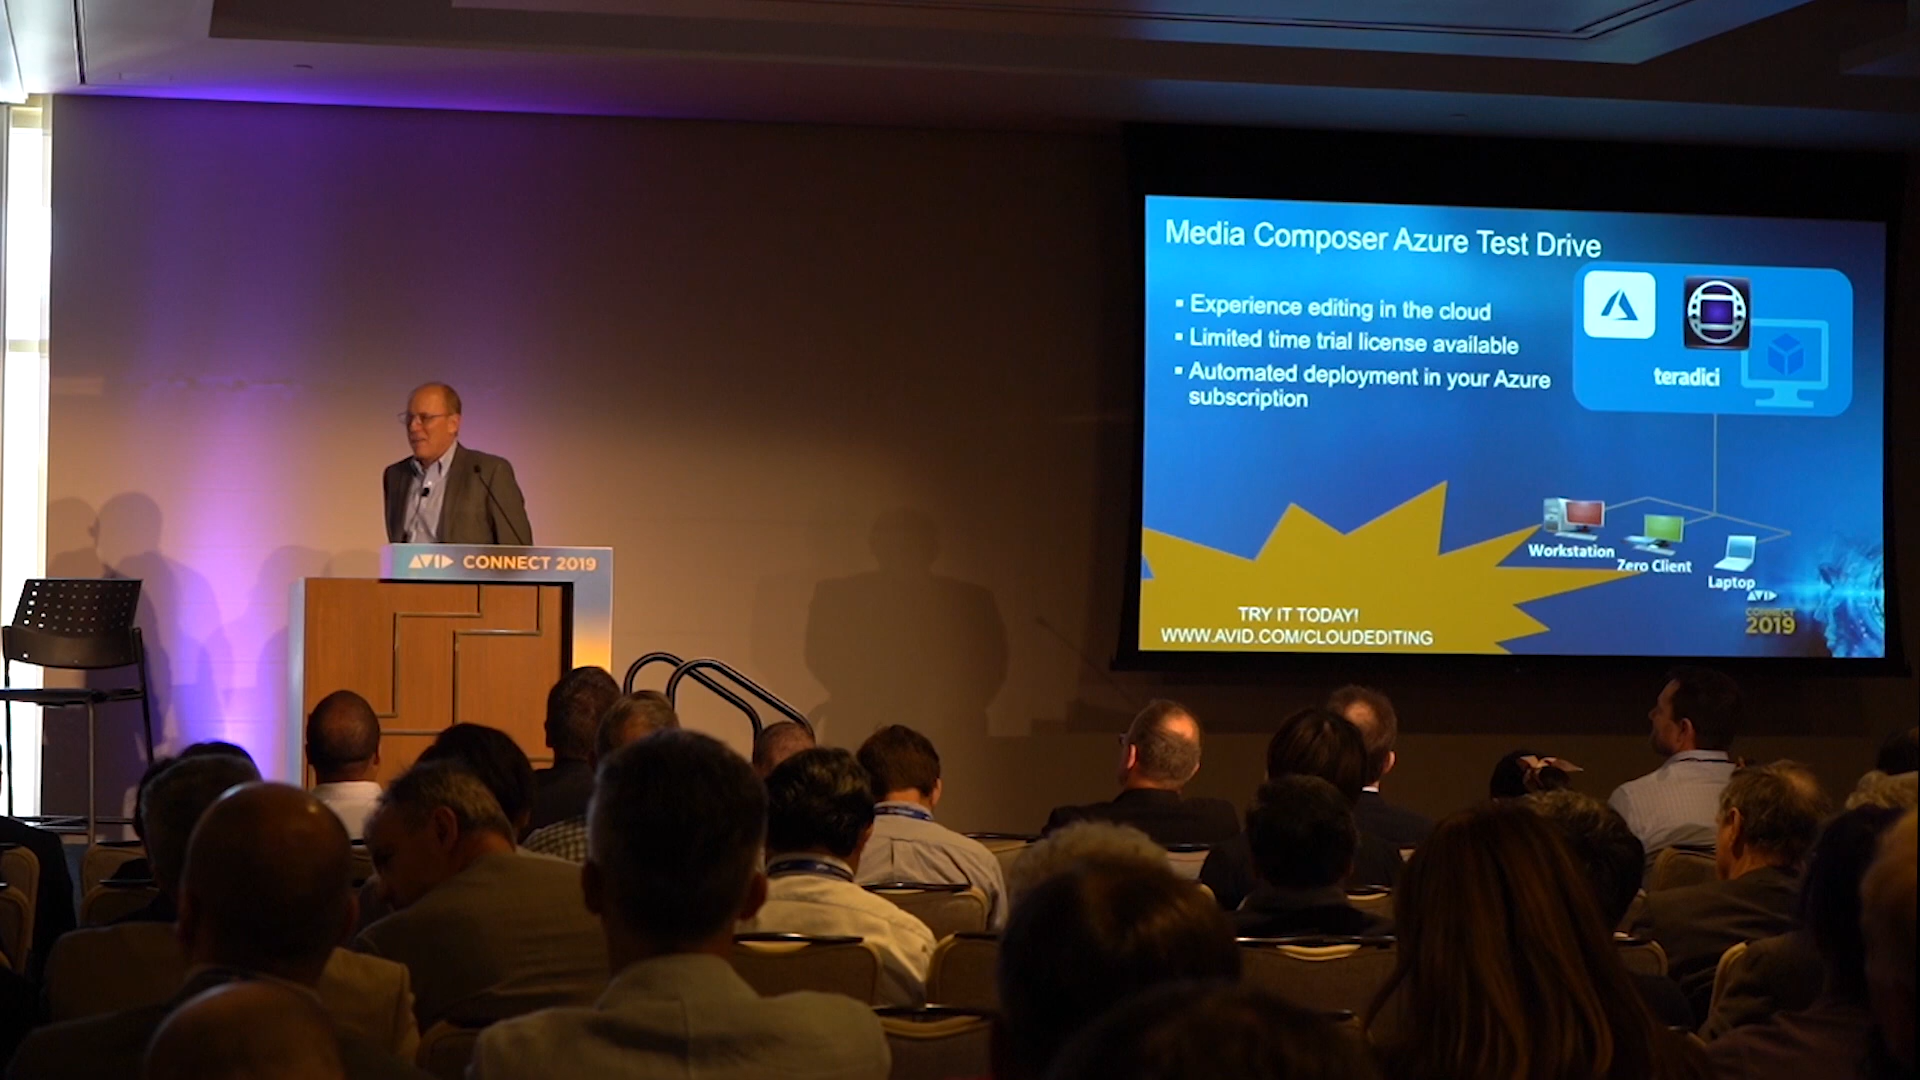 Media Composer Azure Test Drive
▪ Experience editing in the cloud
▪ Limited time trial license available
▪ Automated deployment in your Azure
subscription
teradici
Workstation
Zero Client
Laptop
TRY IT TODAY!
WWW.AVID.COM/CLOUDEDITING
AVID
CONNECT
2019
AVID CONNECT 2019